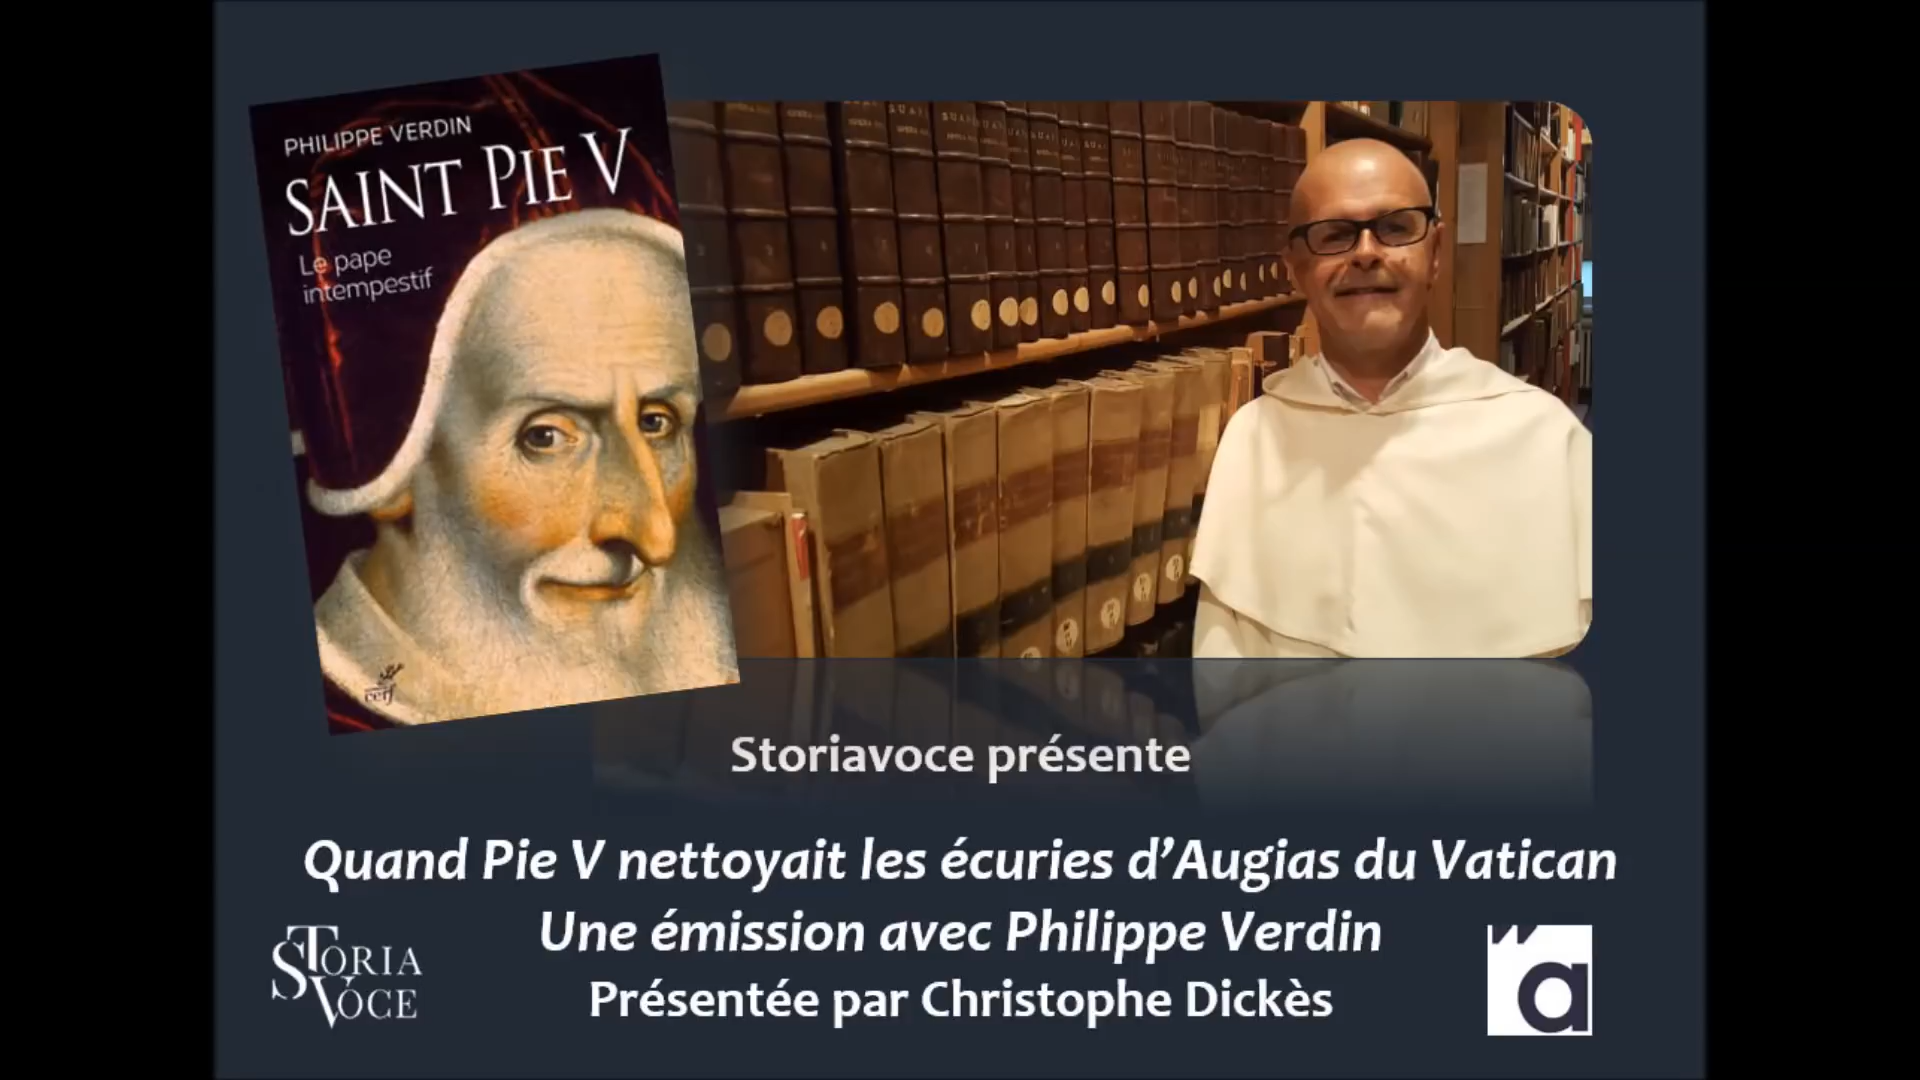 PHILIPPE VERDIN
SAINT PIE V
Le pape
intempestif
cerf
Storiavoce présente
Quand Pie V nettoyait les écuries d’Augias du Vatican
Une émission avec Philippe Verdin
Présentée par Christophe Dickès
STORIA
VOCE
a